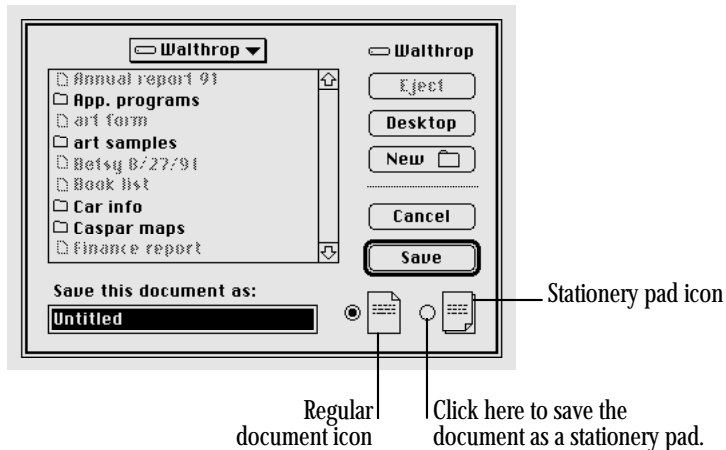 Walthrop
Walthrop
Annual report 91
App. programs
art form
art samples
Betsy 8/27/91
Book list
Car info
Caspar maps
Finance report
Eject
Desktop
New
Cancel
Save
Save this document as:
Untitled
Stationery pad icon
Regular
document icon
Click here to save the
document as a stationery pad.